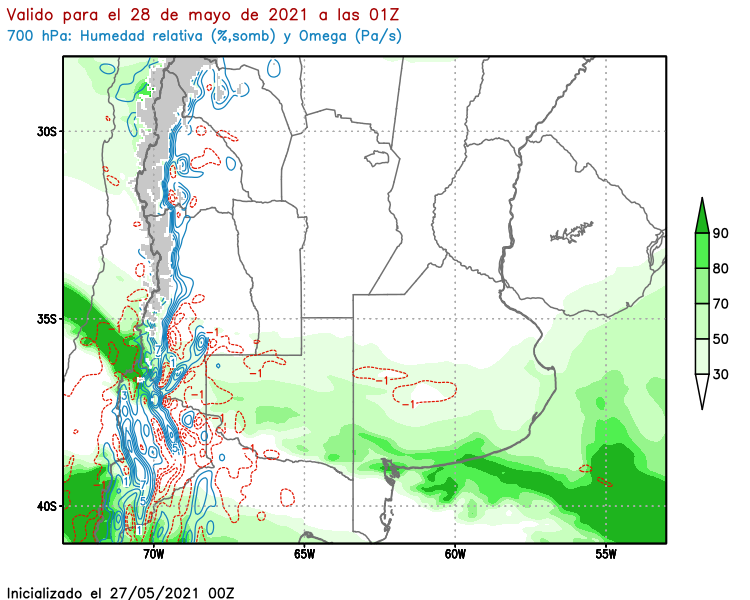 Valido para el 28 de mayo de 2021 a las 01Z
700 hPa: Humedad relativa (%,somb) y Omega (Pa/s)
30S
35S
40S
70W
65W
60W
55W
90
80
70
50
30
-1
-1
-1
-1
-1
-1
Inicializado el 27/05/2021 00Z